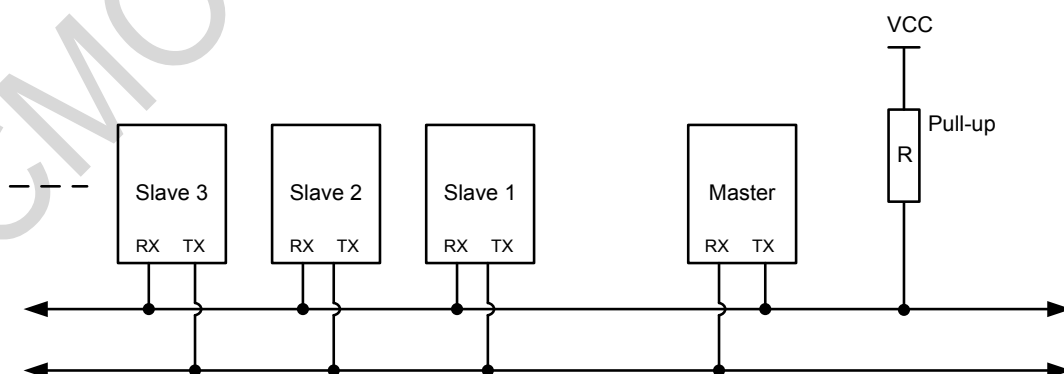 VCC
Pull-up
R
Slave 3
Slave 2
Slave 1
Master
RX TX
RX TX
RX TX
RX TX